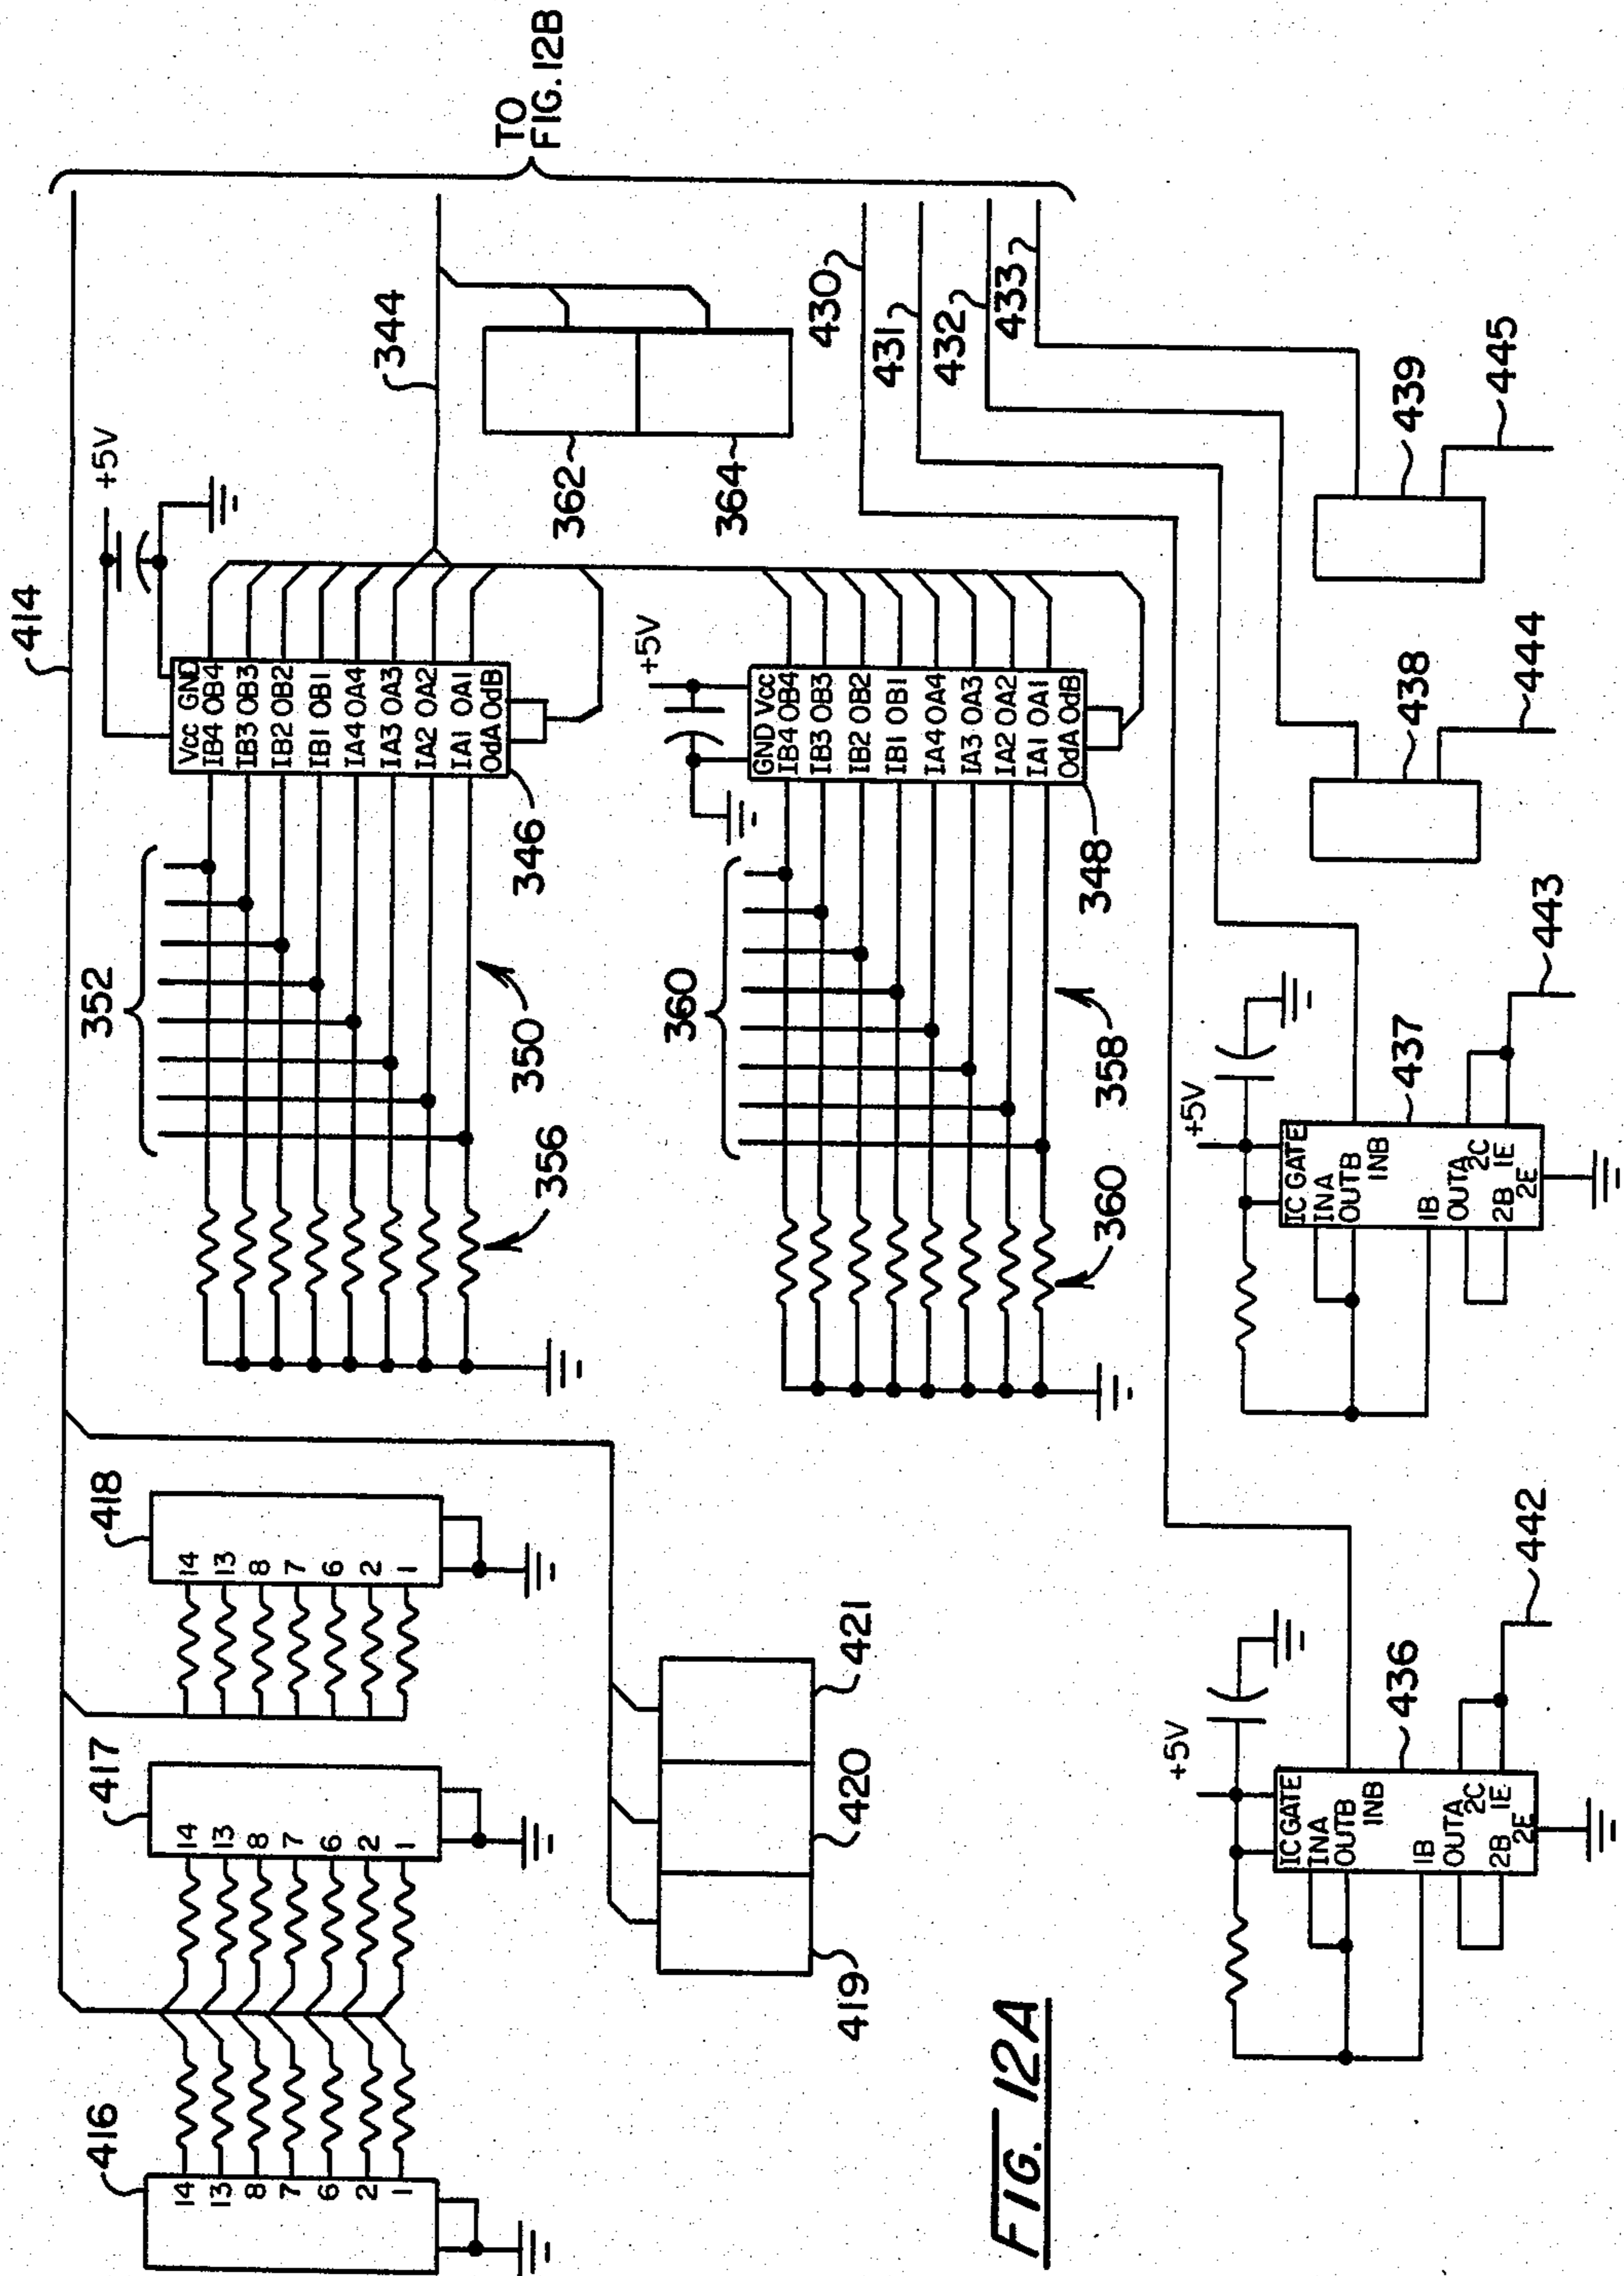 414
+5V
TO
FIG. 12B
344
352
Vcc GND
IB4 OB4
IB3 OB3
IB2 OB2
IB1 OB1
IA4 OA4
IA3 OA3
IA2 OA2
IA1 OA1
OdA OdB
346
350
356
362
364
416
14
13
8
7
6
2
1
417
14
13
8
7
6
2
1
418
14
13
8
7
6
2
1
419
420
421
+5V
360
GND Vcc
IB4 OB4
IB3 OB3
IB2 OB2
IB1 OB1
IA4 OA4
IA3 OA3
IA2 OA2
IA1 OA1
OdA OdB
348
358
360
430
431
432
433
+5V
IC GATE
INA
OUTB
INB
1B
OUTA
2C
2B 1E
2E
436
442
+5V
IC GATE
INA
OUTB
INB
1B
OUTA
2C
2B 1E
2E
437
443
438
444
439
445
FIG. 12A